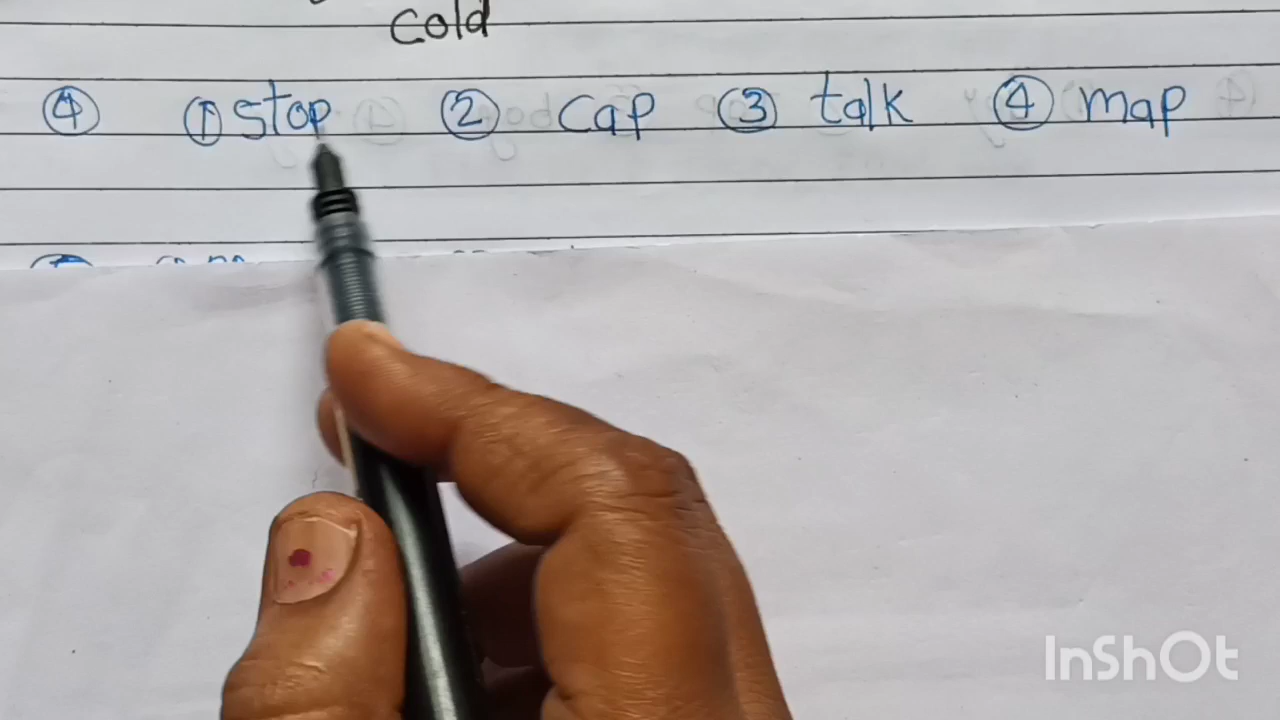 cold
④ ① stop ② cap ③ talk ④ map
InShOt